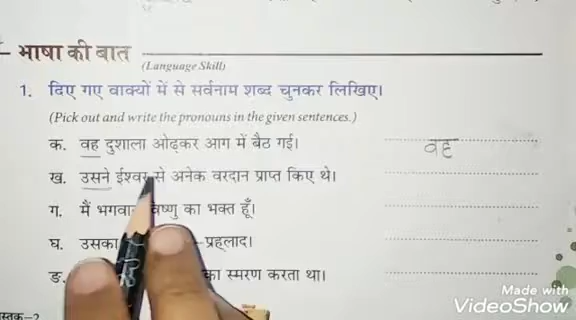 भाषा की बात
(Language Skill)
1. दिए गए वाक्यों में से सर्वनाम शब्द चुनकर लिखिए।
(Pick out and write the pronouns in the given sentences.)
क. वह दुशाला ओढ़कर आग में बैठ गई। वह
ख. उसने ईश्वर से अनेक वरदान प्राप्त किए थे।
ग. मैं भगवान विष्णु का भक्त हूँ।
घ. उसका प्रह्लाद।
ङ. का स्मरण करता था।
Made with
VideoShow